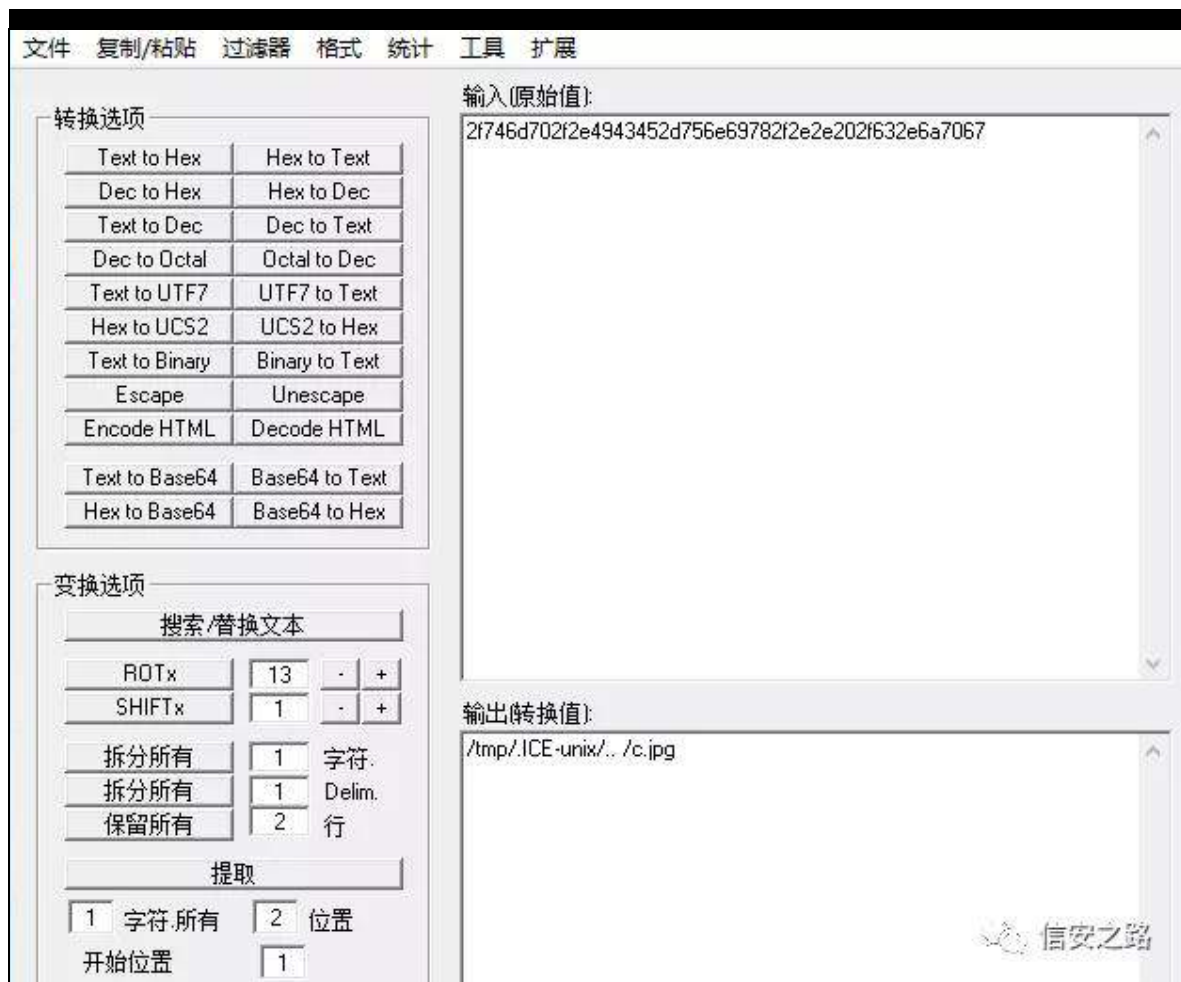 文件 复制/粘贴 过滤器 格式 统计 工具 扩展
转换选项
Text to Hex Hex to Text
Dec to Hex Hex to Dec
Text to Dec Dec to Text
Dec to Octal Octal to Dec
Text to UTF7 UTF7 to Text
Hex to UCS2 UCS2 to Hex
Text to Binary Binary to Text
Escape Unescape
Encode HTML Decode HTML
Text to Base64 Base64 to Text
Hex to Base64 Base64 to Hex
变换选项
搜索/替换文本
ROTx 13 - +
SHIFTx 1 - +
拆分所有 1 字符.
拆分所有 1 Delim.
保留所有 2 行
提取
1 字符.所有 2 位置
开始位置 1
输入(原始值):
2f746d702f2e4943452d756e69782f2e2e202f632e6a7067
输出(转换值):
/tmp/.ICE-unix/.. /c.jpg
信安之路